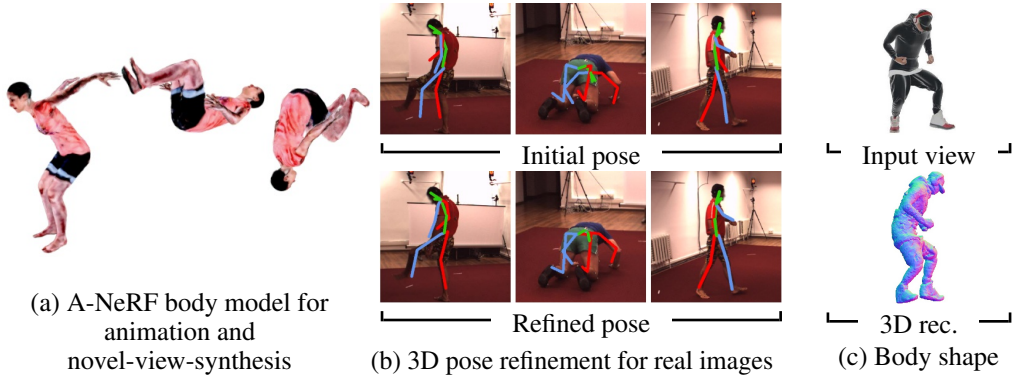 Initial pose
Input view
Refined pose
3D rec.
(a) A-NeRF body model for
animation and
novel-view-synthesis
(b) 3D pose refinement for real images
(c) Body shape